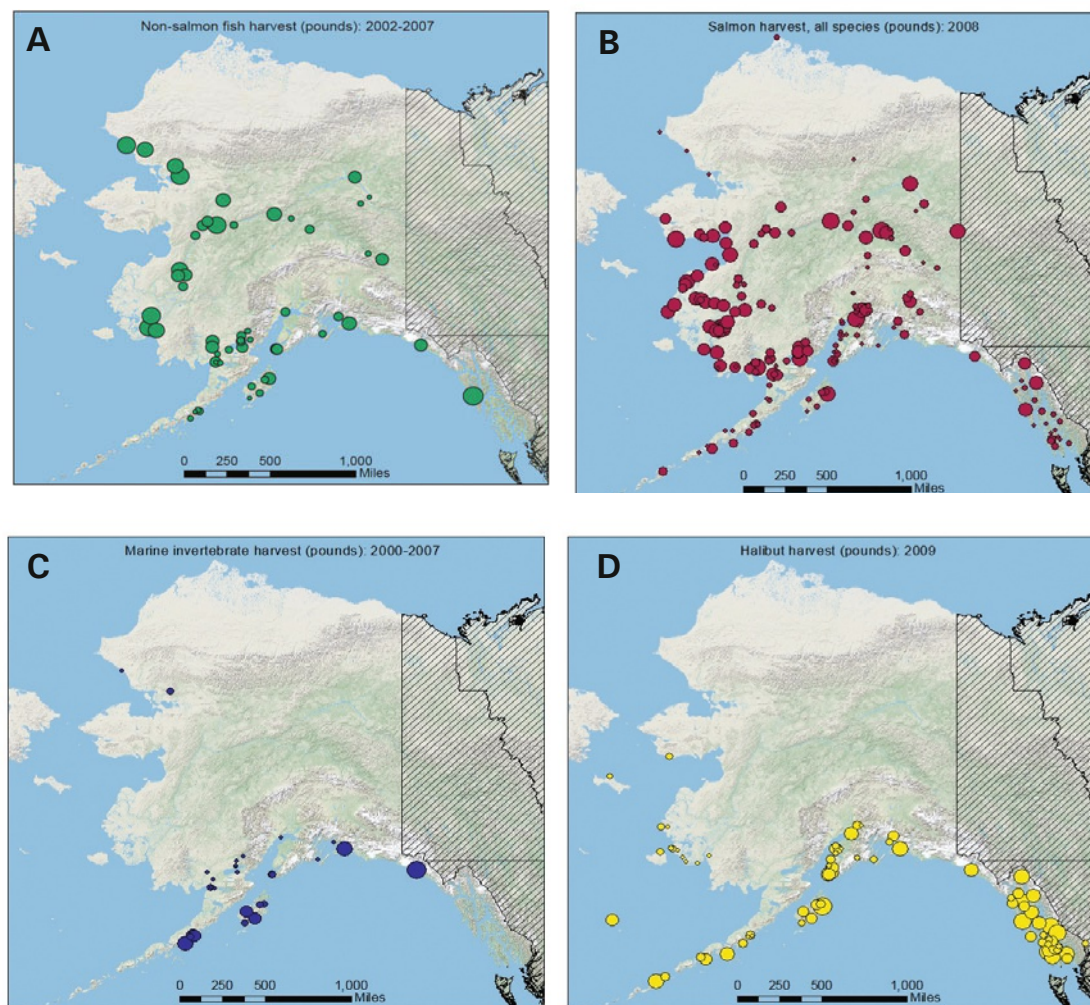 A
Non-salmon fish harvest (pounds): 2002-2007
0 250 500 1,000
Miles
B
Salmon harvest, all species (pounds): 2008
0 250 500 1,000
Miles
C
Marine invertebrate harvest (pounds): 2000-2007
0 250 500 1,000
Miles
D
Halibut harvest (pounds): 2009
0 250 500 1,000
Miles